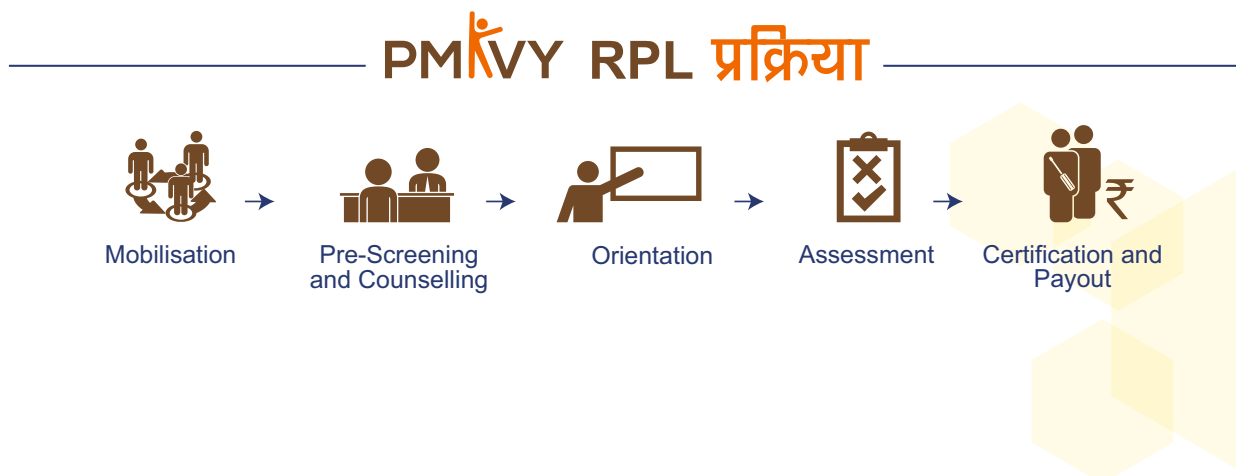 PMKVY RPL प्रक्रिया
Mobilisation
Pre-Screening
and Counselling
Orientation
Assessment
Certification and
Payout
₹